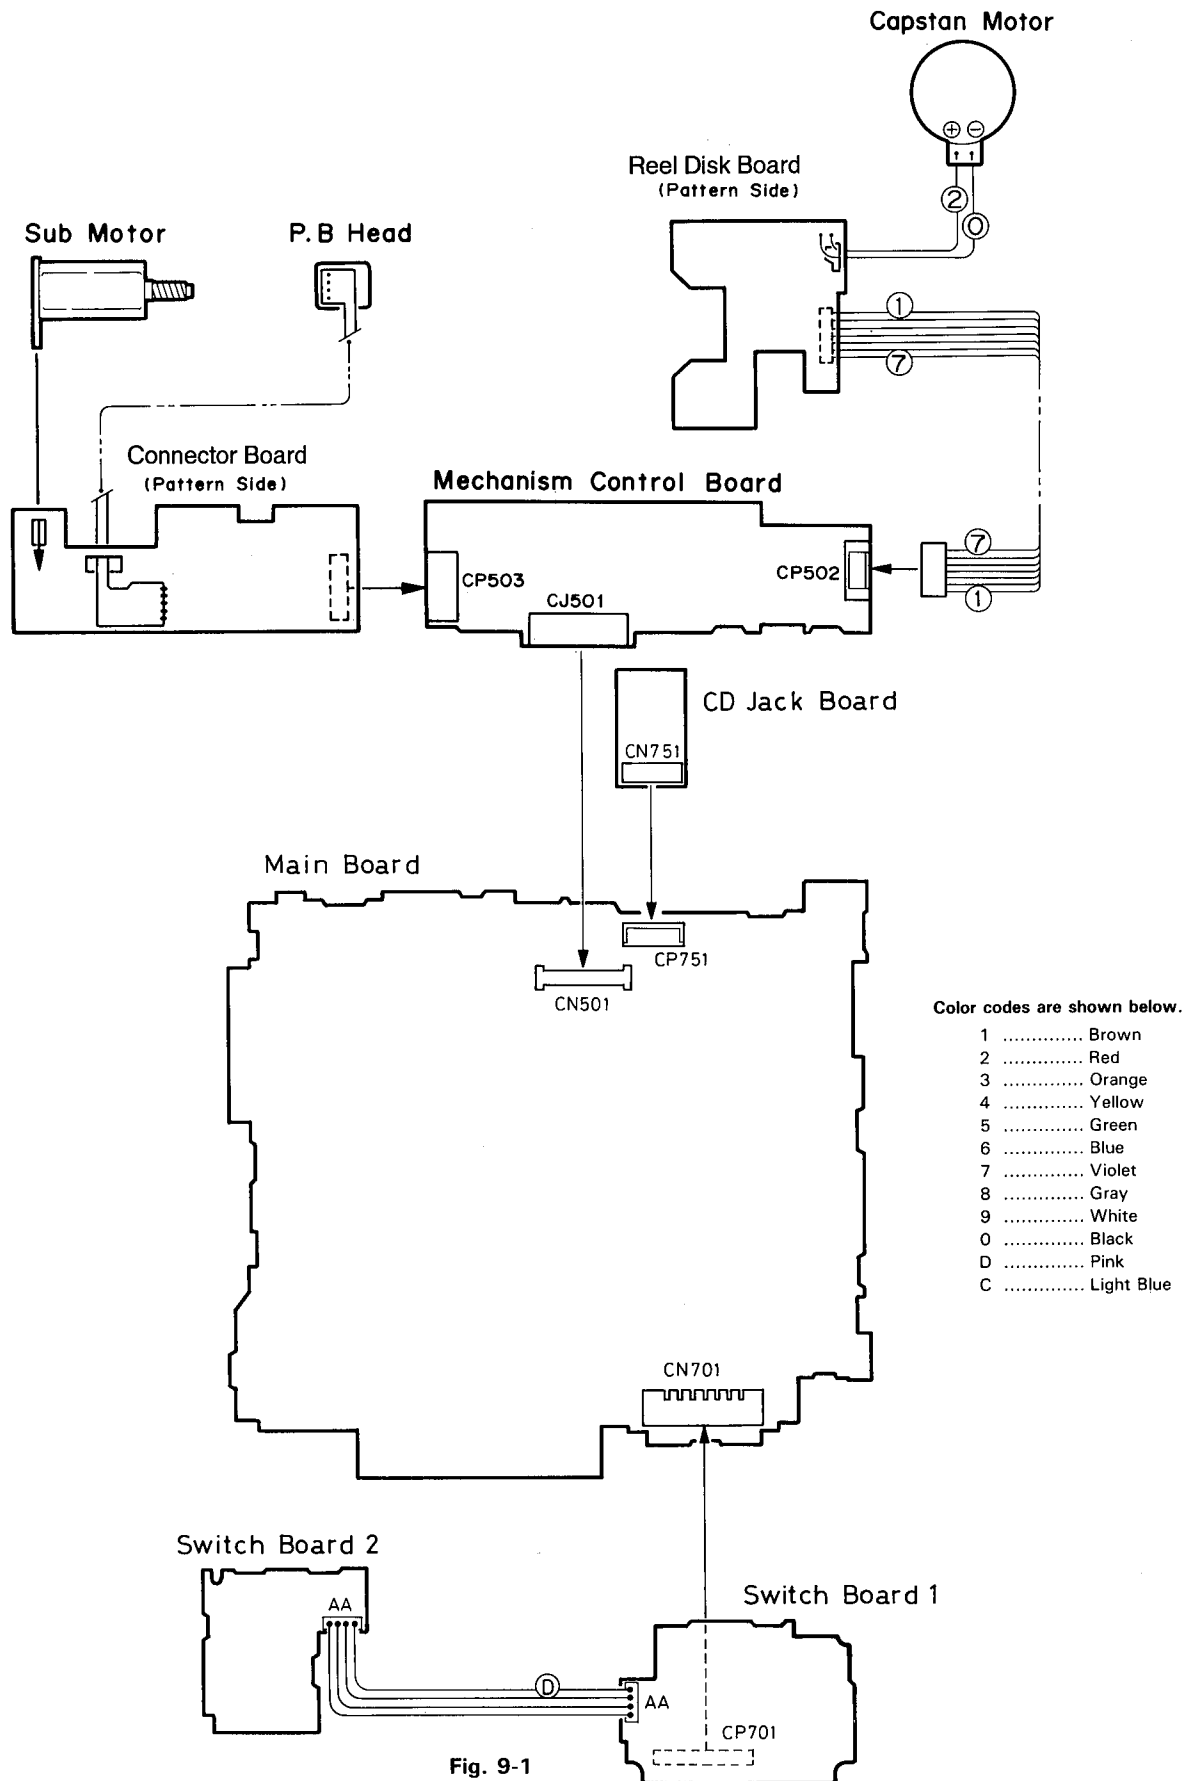 Capstan Motor
⊕ ⊖
Reel Disk Board
(Pattern Side)
2
0
Sub Motor
P.B Head
1
7
Connector Board
(Pattern Side)
Mechanism Control Board
CP503
CJ501
CP502
7
1
CD Jack Board
CN751
Main Board
CP751
CN501
Color codes are shown below.
1 .............. Brown
2 .............. Red
3 .............. Orange
4 .............. Yellow
5 .............. Green
6 .............. Blue
7 .............. Violet
8 .............. Gray
9 .............. White
0 .............. Black
D .............. Pink
C .............. Light Blue
CN701
Switch Board 2
AA
Switch Board 1
D
AA
CP701
Fig. 9-1